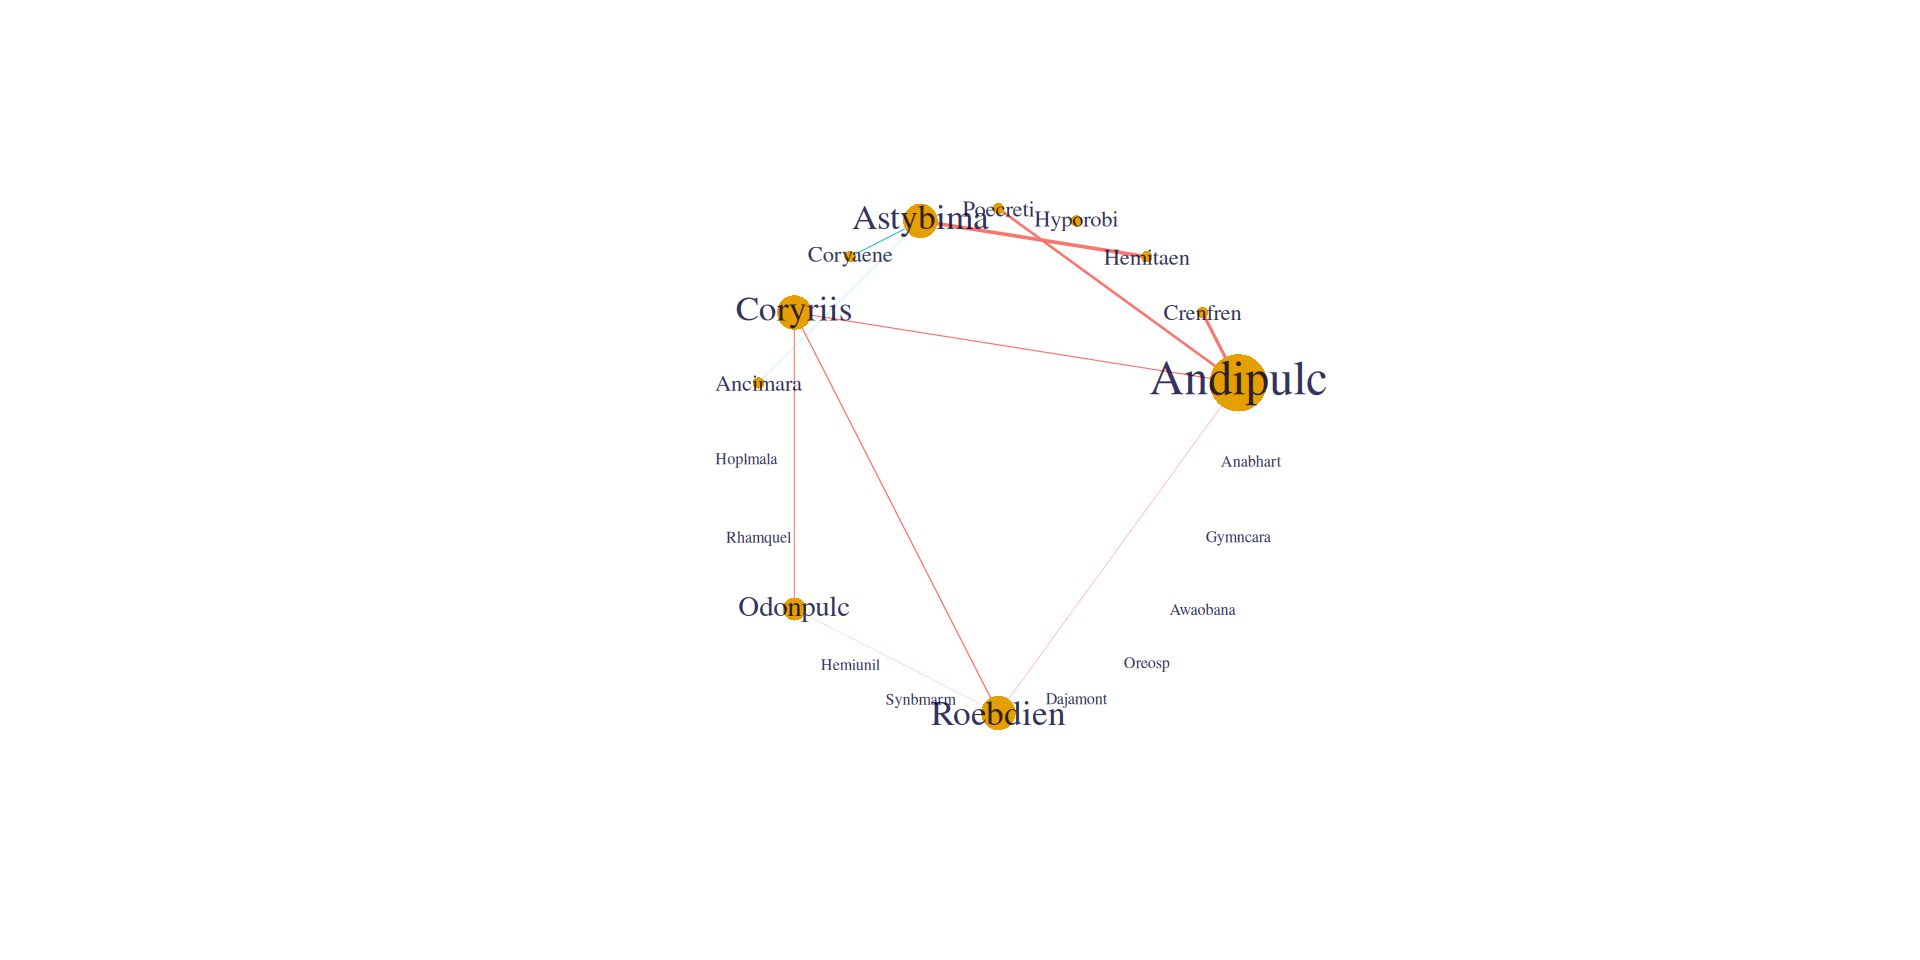 Poecreti
Astybima
Hyporobi
Coryaene
Hemitaen
Coryriis
Crenfren
Andipulc
Ancimara
Hoplmala
Anabhart
Rhamquel
Gymncara
Odonpulc
Awaobana
Hemiunil
Oreosp
Synbmarm
Dajamont
Roebdien